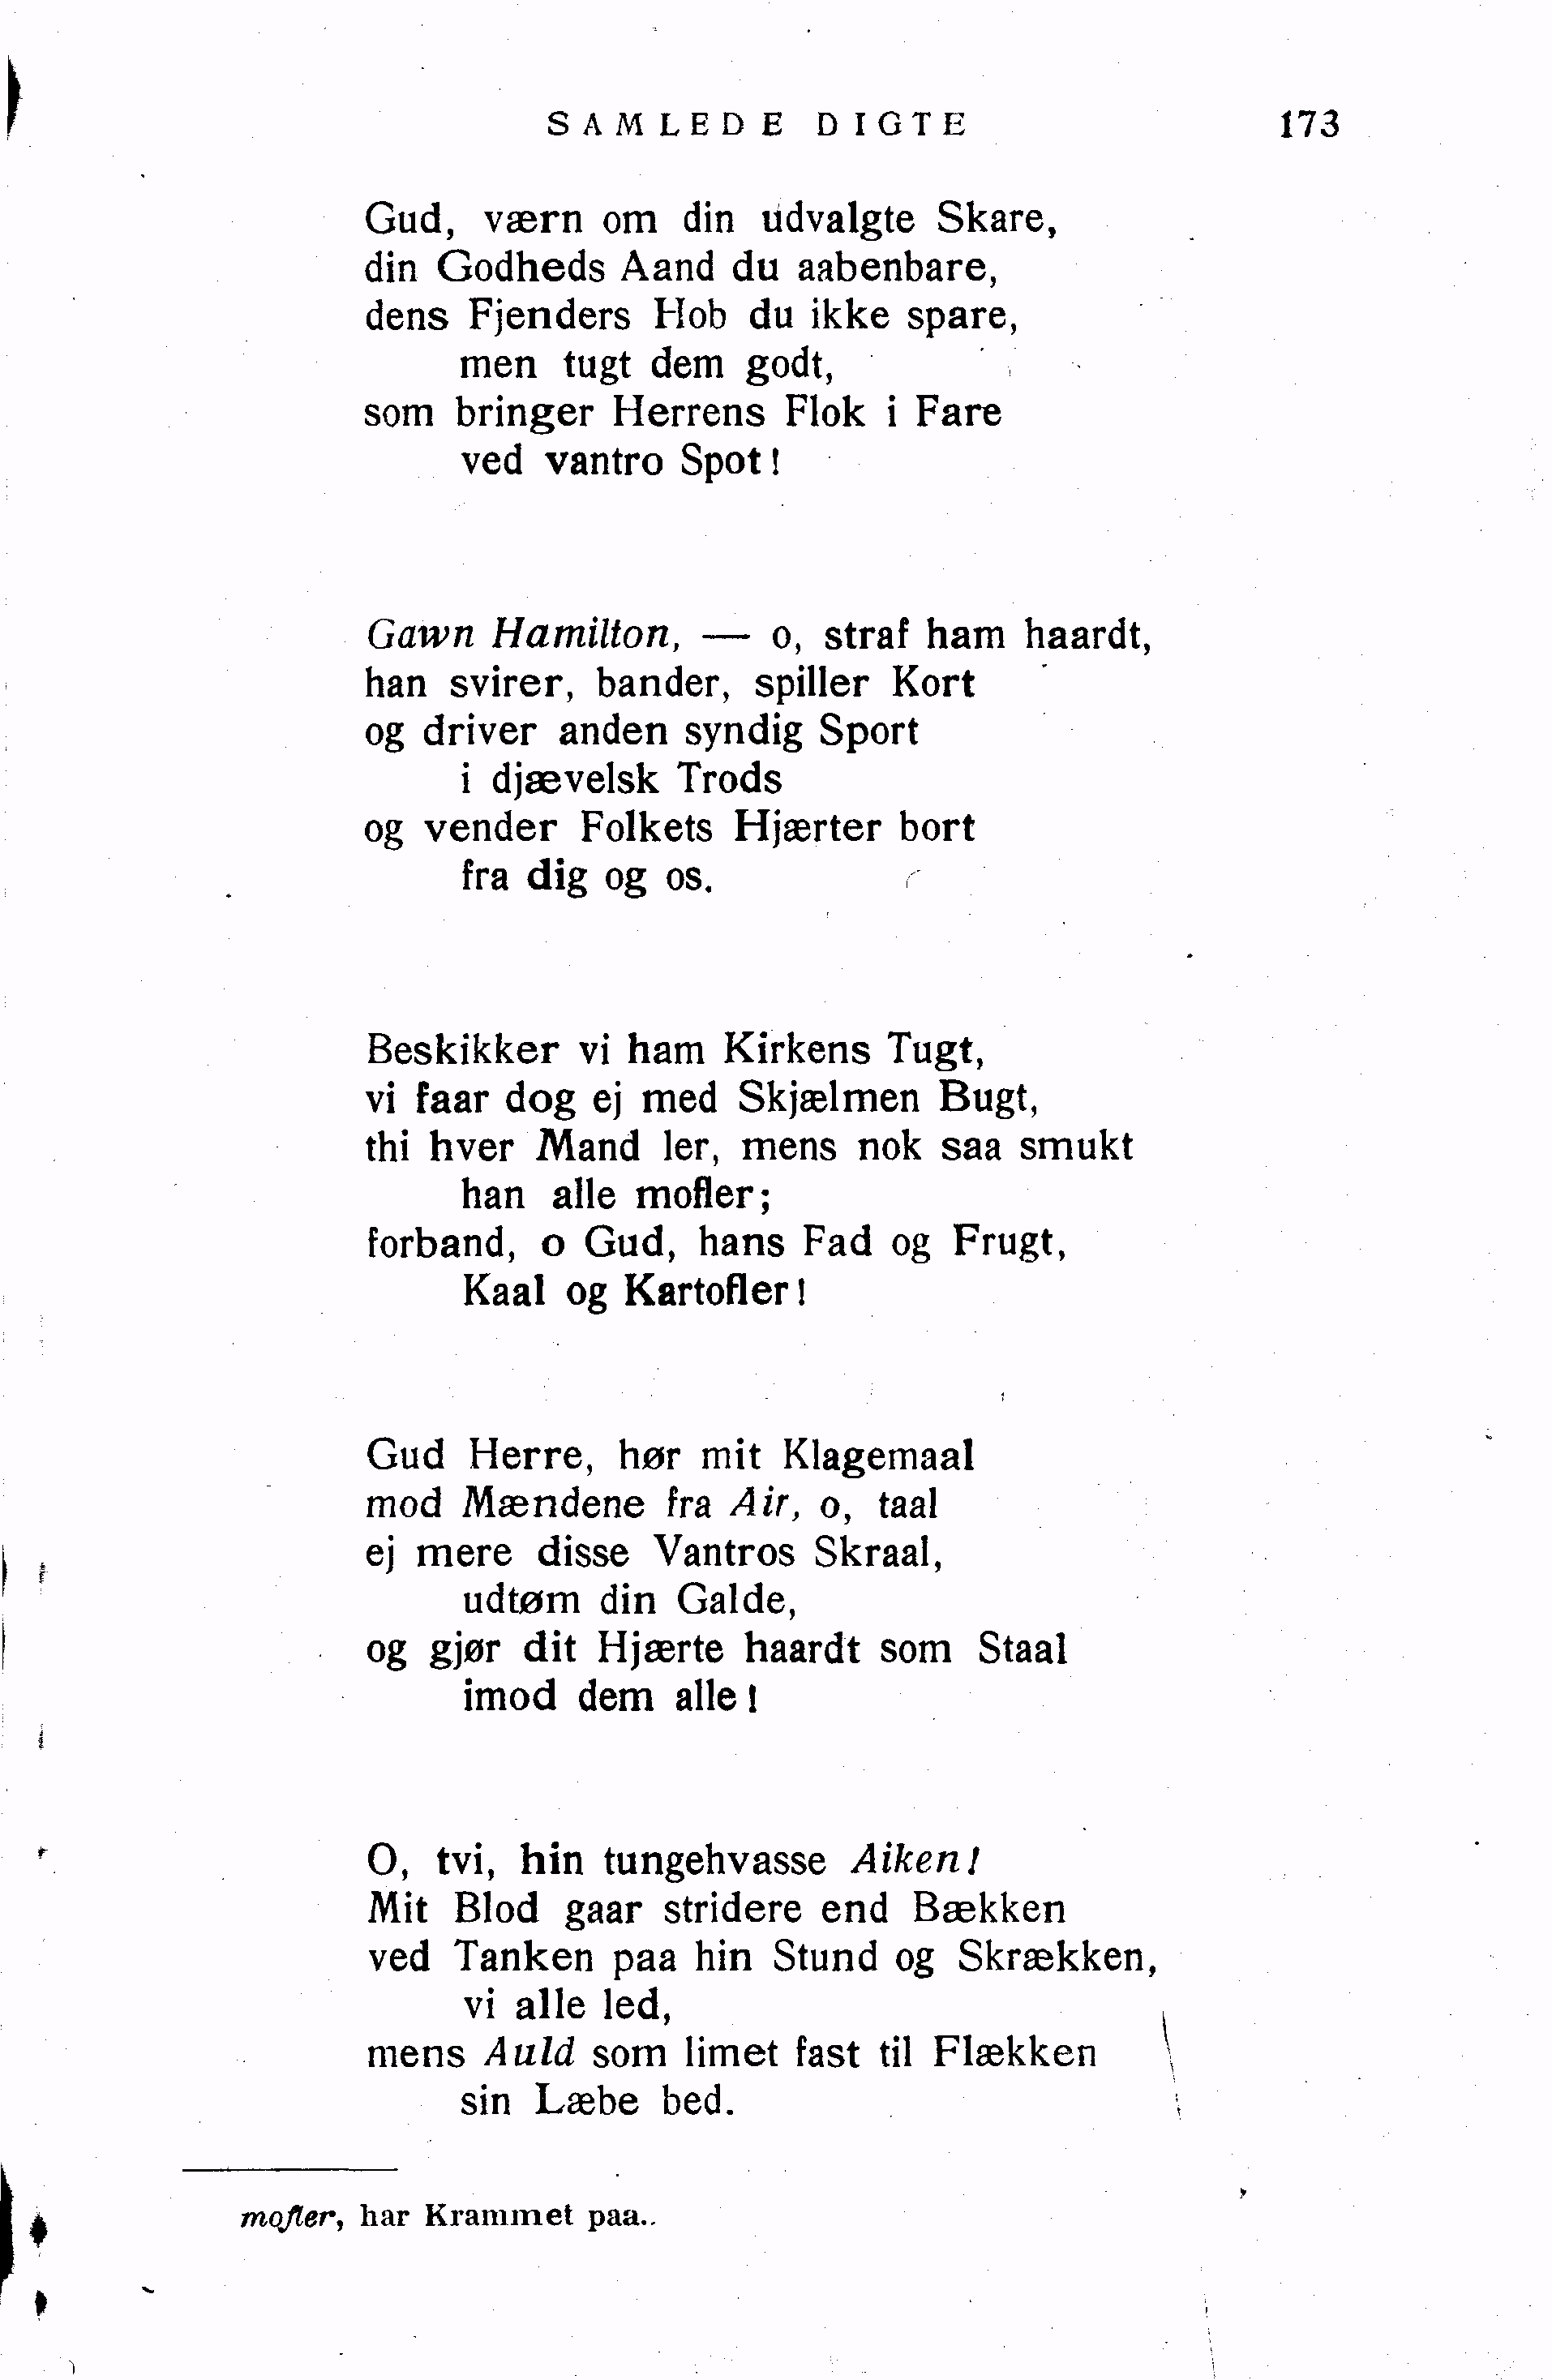 SAMLEDE DIGTE 173
Gud, værn om din udvalgte Skare,
din Godheds Aand du aabenbare,
dens Fjenders Hob du ikke spare,
men tugt dem godt,
som bringer Herrens Flok i Fare
ved vantro Spot!
Gawn Hamilton, — o, straf ham haardt,
han svirer, bander, spiller Kort
og driver anden syndig Sport
i djævelsk Trods
og vender Folkets Hjærter bort
fra dig og os.
Beskikker vi ham Kirkens Tugt,
vi faar dog ej med Skjælmen Bugt,
thi hver Mand ler, mens nok saa smukt
han alle mofler;
forband, o Gud, hans Fad og Frugt,
Kaal og Kartofler!
Gud Herre, hør mit Klagemaal
mod Mændene fra Air, o, taal
ej mere disse Vantros Skraal,
udtøm din Galde,
og gjør dit Hjærte haardt som Staal
imod dem alle!
O, tvi, hin tungehvasse Aiken!
Mit Blod gaar stridere end Bækken
ved Tanken paa hin Stund og Skrækken,
vi alle led,
mens Auld som limet fast til Flækken
sin Læbe bed.
mofler, har Krammet paa..